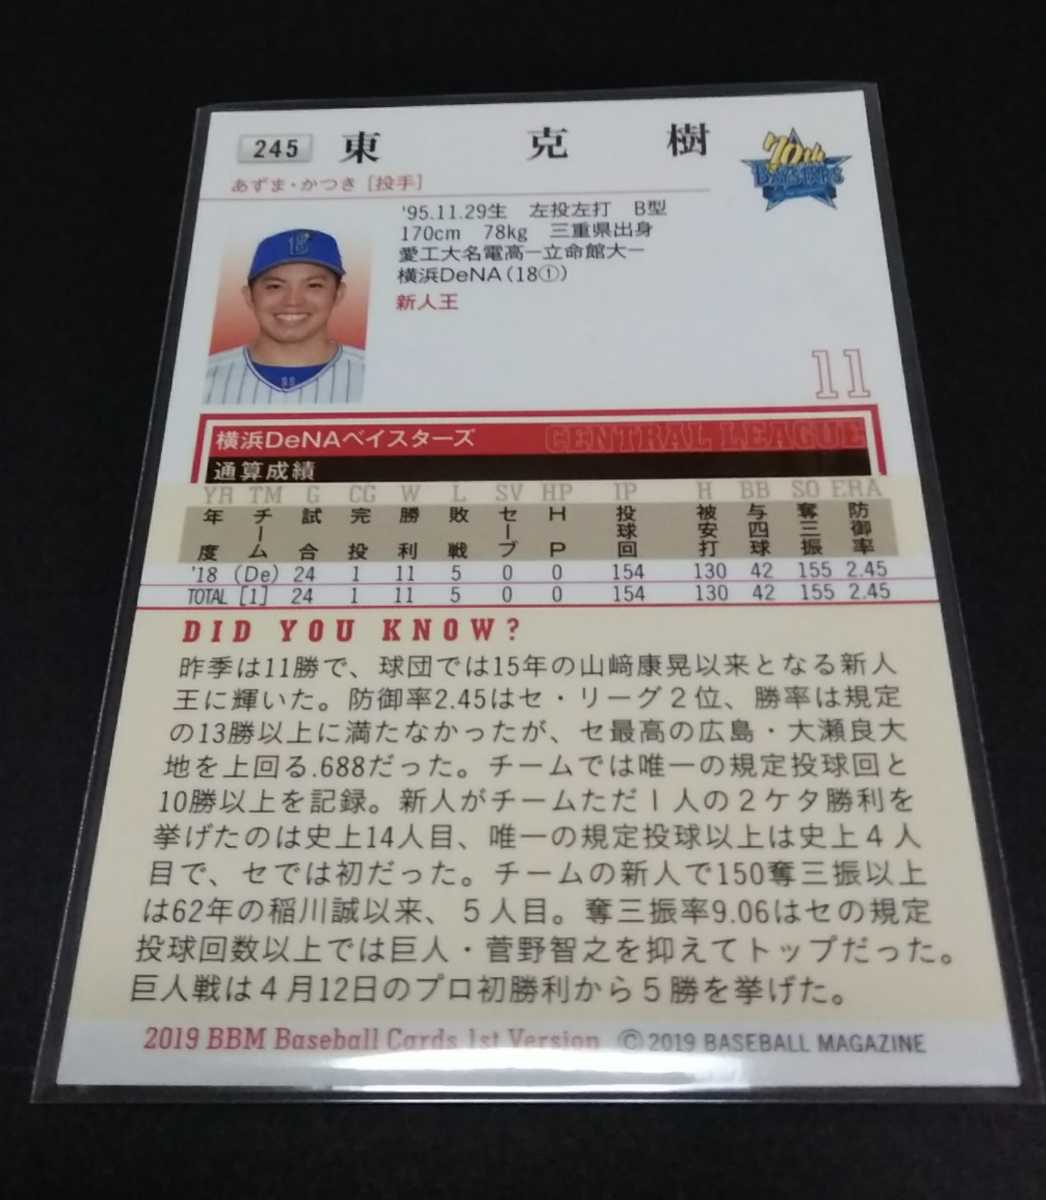 245 東 克 樹
70th
BAYSTARS
あずま・かつき [投手]
'95.11.29生 左投左打 B型
170cm 78kg 三重県出身
愛工大名電高ー立命館大ー
横浜DeNA(18①)
新人王
11
横浜DeNAベイスターズ CENTRAL LEAGUE
通算成績
YR TM G CG W L SV HP IP H BB SO ERA
年度 チーム 試合 完投 勝利 敗戦 セーブ HP 投球回 被安打 与四球 奪三振 防御率
'18 (De) 24 1 11 5 0 0 154 130 42 155 2.45
TOTAL [1] 24 1 11 5 0 0 154 130 42 155 2.45
DID YOU KNOW?
昨季は11勝で、球団では15年の山﨑康晃以来となる新人
王に輝いた。防御率2.45はセ・リーグ2位、勝率は規定
の13勝以上に満たなかったが、セ最高の広島・大瀬良大
地を上回る.688だった。チームでは唯一の規定投球回と
10勝以上を記録。新人がチームただ1人の2ケタ勝利を
挙げたのは史上14人目、唯一の規定投球以上は史上4人
目で、セでは初だった。チームの新人で150奪三振以上
は62年の稲川誠以来、5人目。奪三振率9.06はセの規定
投球回数以上では巨人・菅野智之を抑えてトップだった。
巨人戦は4月12日のプロ初勝利から5勝を挙げた。
2019 BBM Baseball Cards 1st Version © 2019 BASEBALL MAGAZINE